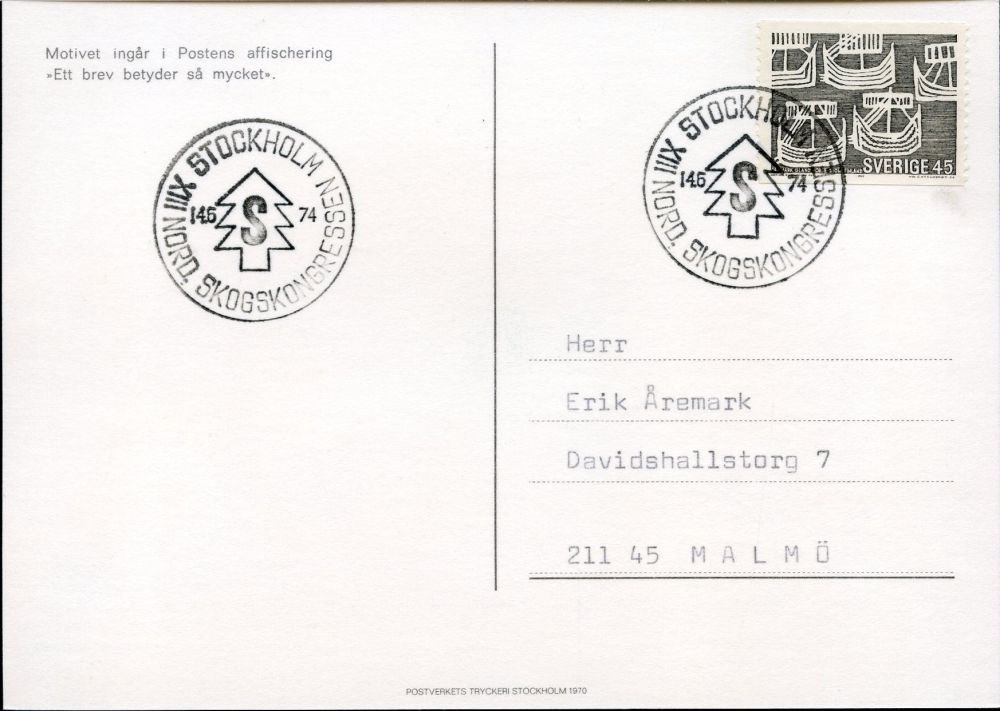 Motivet ingår i Postens affischering
»Ett brev betyder så mycket».
STOCKHOLM
XIII NORD. SKOGSKONGRESSEN
14.6 74
S
STOCKHOLM
XIII NORD. SKOGSKONGRESSEN
14.6 74
S
SVERIGE 45
Herr
Erik Åremark
Davidshallstorg 7
211 45 M A L M Ö
POSTVERKETS TRYCKERI STOCKHOLM 1970